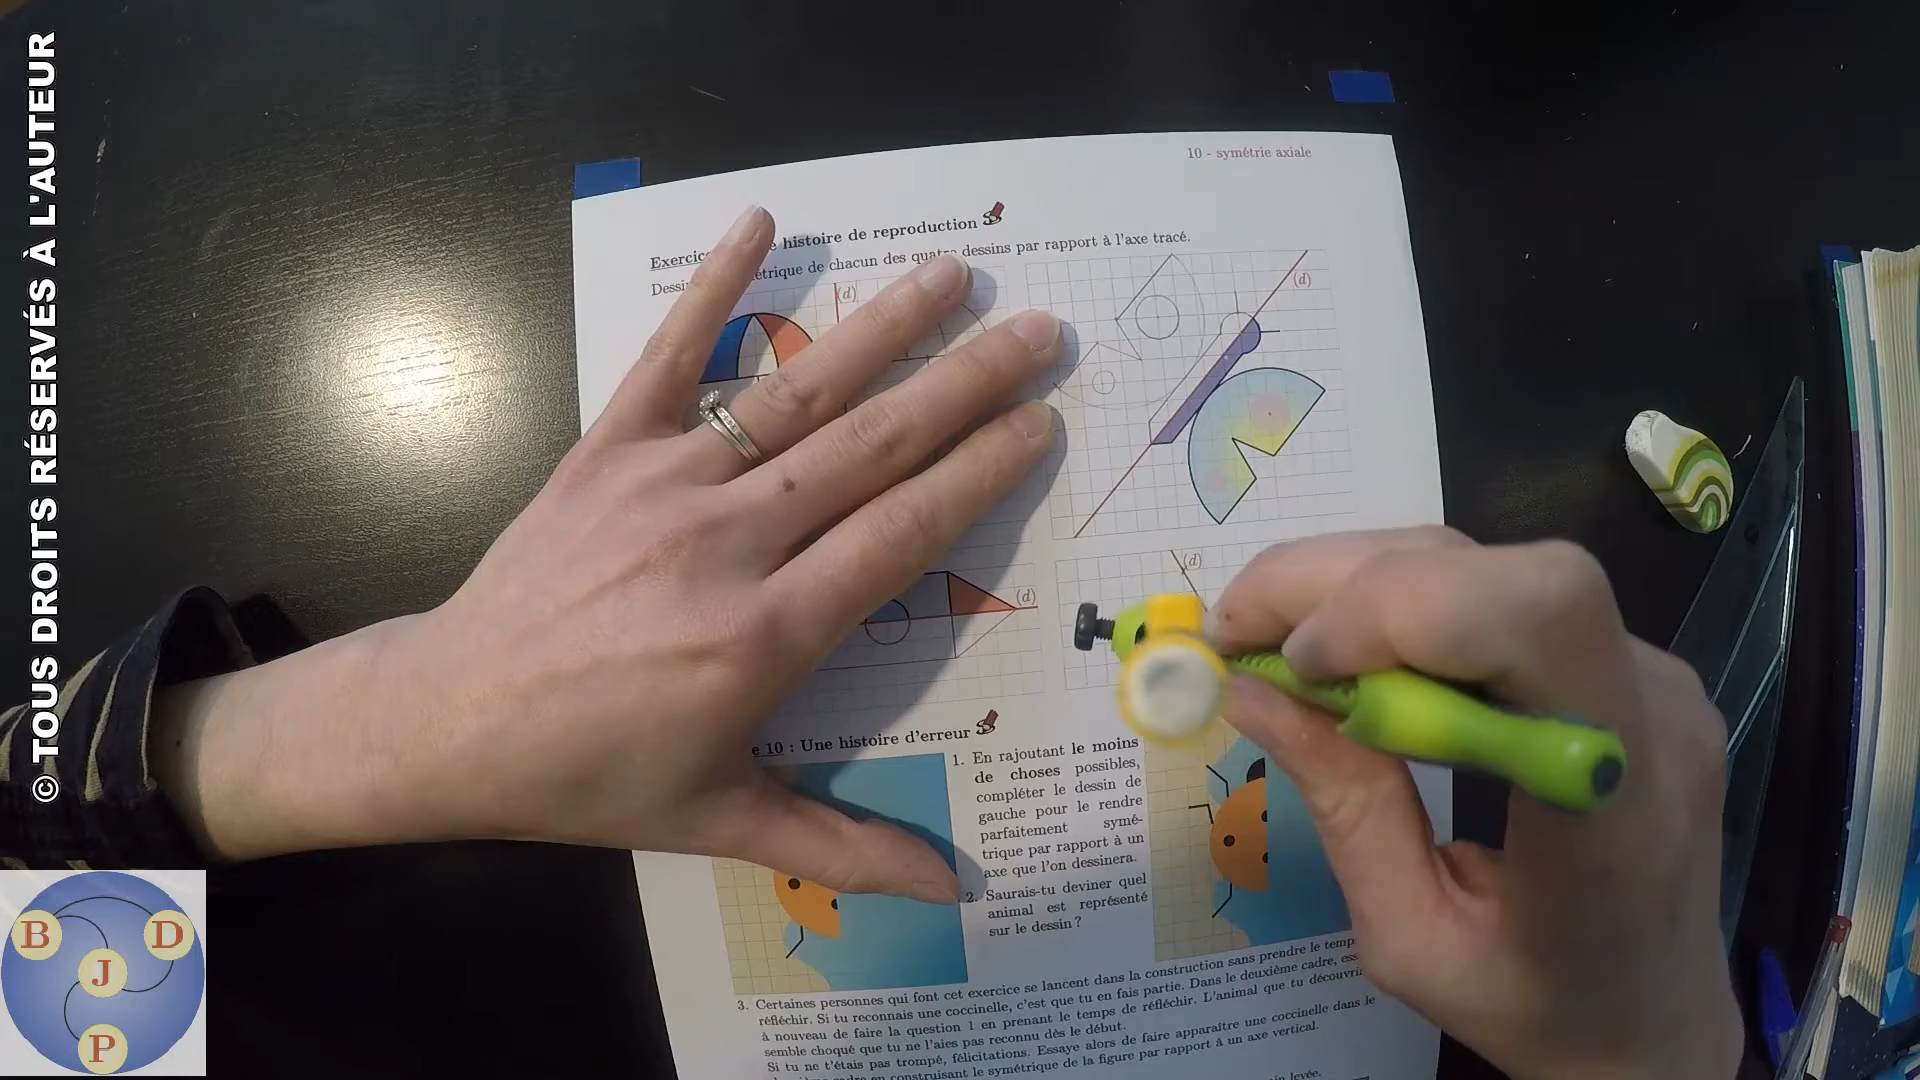 © TOUS DROITS RÉSERVÉS À L'AUTEUR
10 - symétrie axiale
histoire de reproduction
dessins par rapport à l'axe tracé.
étrique de chacun des quatre
(d)
(d)
(d)
(d)
e 10 : Une histoire d'erreur
1. En rajoutant le moins
de choses possibles,
compléter le dessin de
gauche pour le rendre
parfaitement symé-
trique par rapport à un
axe que l'on dessinera.
2. Saurais-tu deviner quel
animal est représenté
sur le dessin ?
3. Certaines personnes qui font cet exercice se lancent dans la construction sans prendre le temp
réfléchir. Si tu reconnais une coccinelle, c'est que tu en fais partie. Dans le deuxième cadre, ess
à nouveau de faire la question 1 en prenant le temps de réfléchir. L'animal que tu découvrir
semble choqué que tu ne l'aies pas reconnu dès le début.
Si tu ne t'étais pas trompé, félicitations. Essaye alors de faire apparaître une coccinelle dans le
cadre en construisant le symétrique de la figure par rapport à un axe vertical.
levée.
B D
J
P